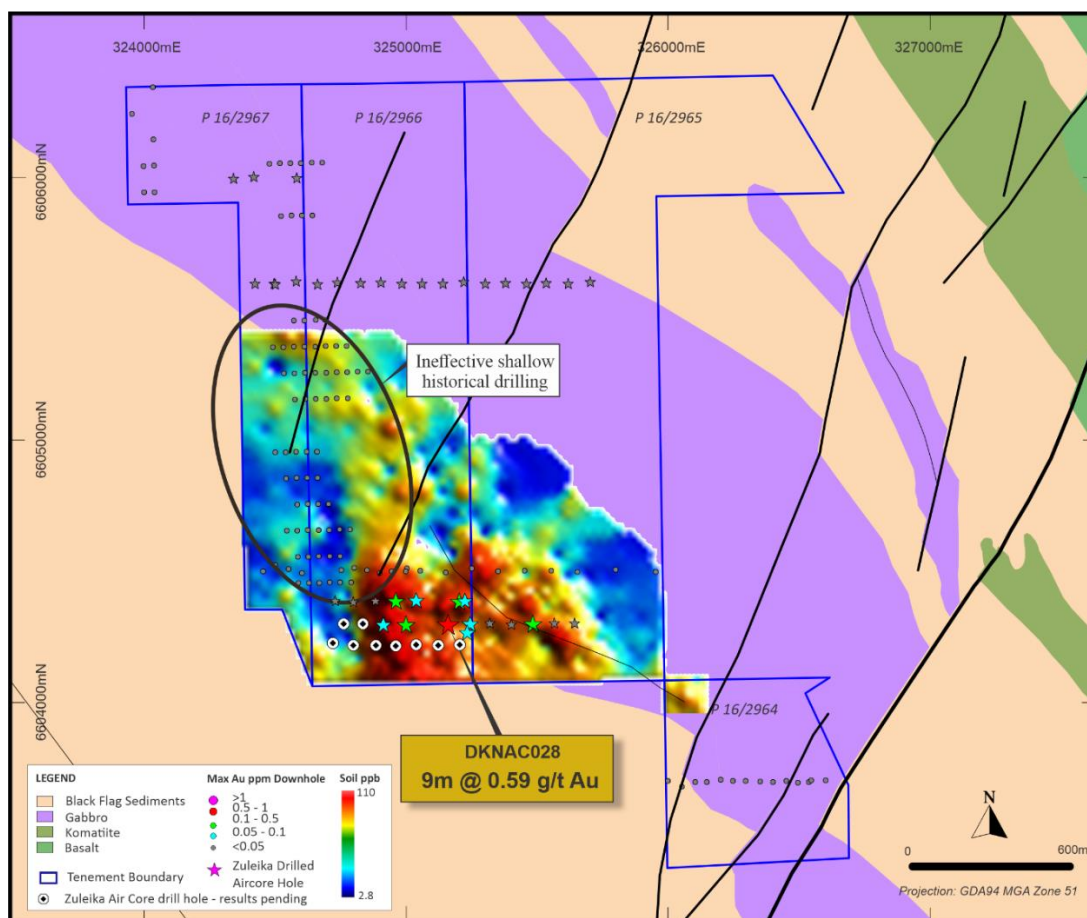 324000mE
325000mE
326000mE
327000mE
P 16/2967
P 16/2966
P 16/2965
6606000mN
Ineffective shallow
historical drilling
6605000mN
6604000mN
P 16/2964
DKNAC028
9m @ 0.59 g/t Au
LEGEND
Black Flag Sediments
Gabbro
Komatiite
Basalt
Tenement Boundary
Zuleika Air Core drill hole - results pending
Max Au ppm Downhole
>1
0.5 - 1
0.1 - 0.5
0.05 - 0.1
<0.05
Zuleika Drilled
Aircore Hole
Soil ppb
110
2.8
N
0
600m
Projection: GDA94 MGA Zone 51